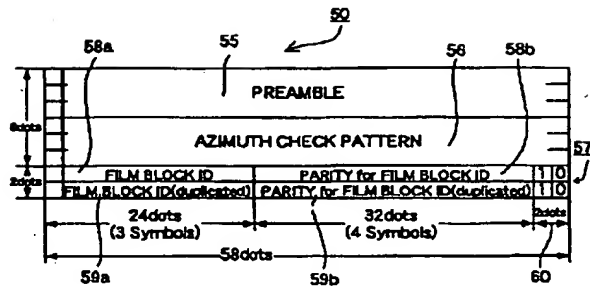 50
58a 55 56 58b
PREAMBLE
AZIMUTH CHECK PATTERN
8dots
57
FILM BLOCK ID PARITY for FILM BLOCK ID 1 0
2dots
FILM BLOCK ID(duplicated) PARITY for FILM BLOCK ID(duplicated) 1 0
24dots 32dots 2dots
(3 Symbols) (4 Symbols)
58dots
59a 59b 60